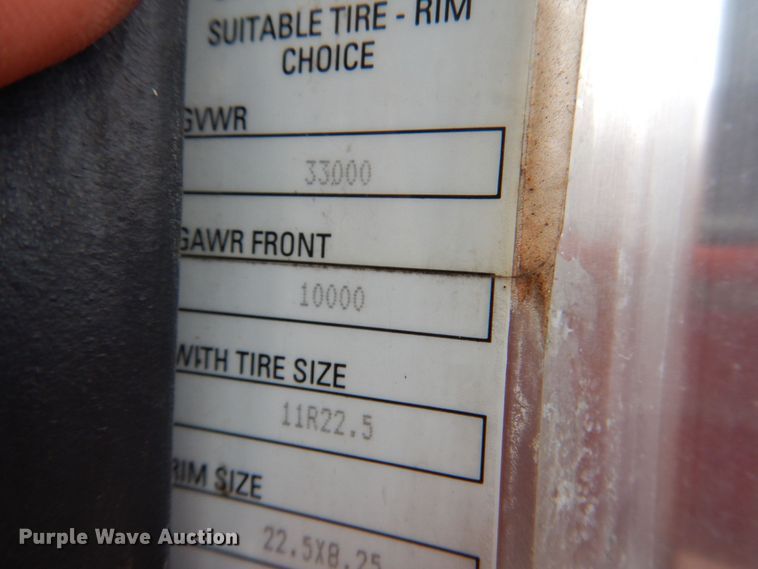 SUITABLE TIRE - RIM
CHOICE
GVWR
33000
GAWR FRONT
10000
WITH TIRE SIZE
11R22.5
RIM SIZE
22.5X8.25
Purple Wave Auction